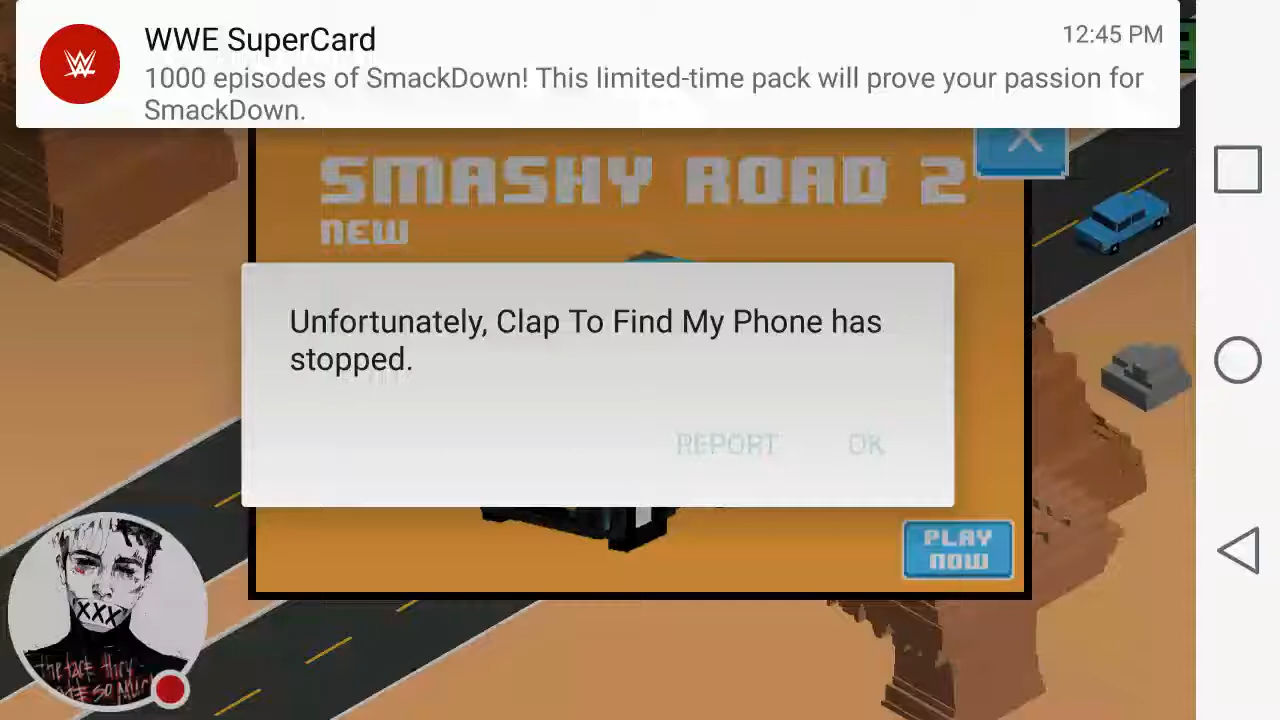 WWE SuperCard
12:45 PM
1000 episodes of SmackDown! This limited-time pack will prove your passion for
SmackDown.
X
SMASHY ROAD 2
NEW
Unfortunately, Clap To Find My Phone has
stopped.
REPORT
OK
PLAY
NOW
XXX